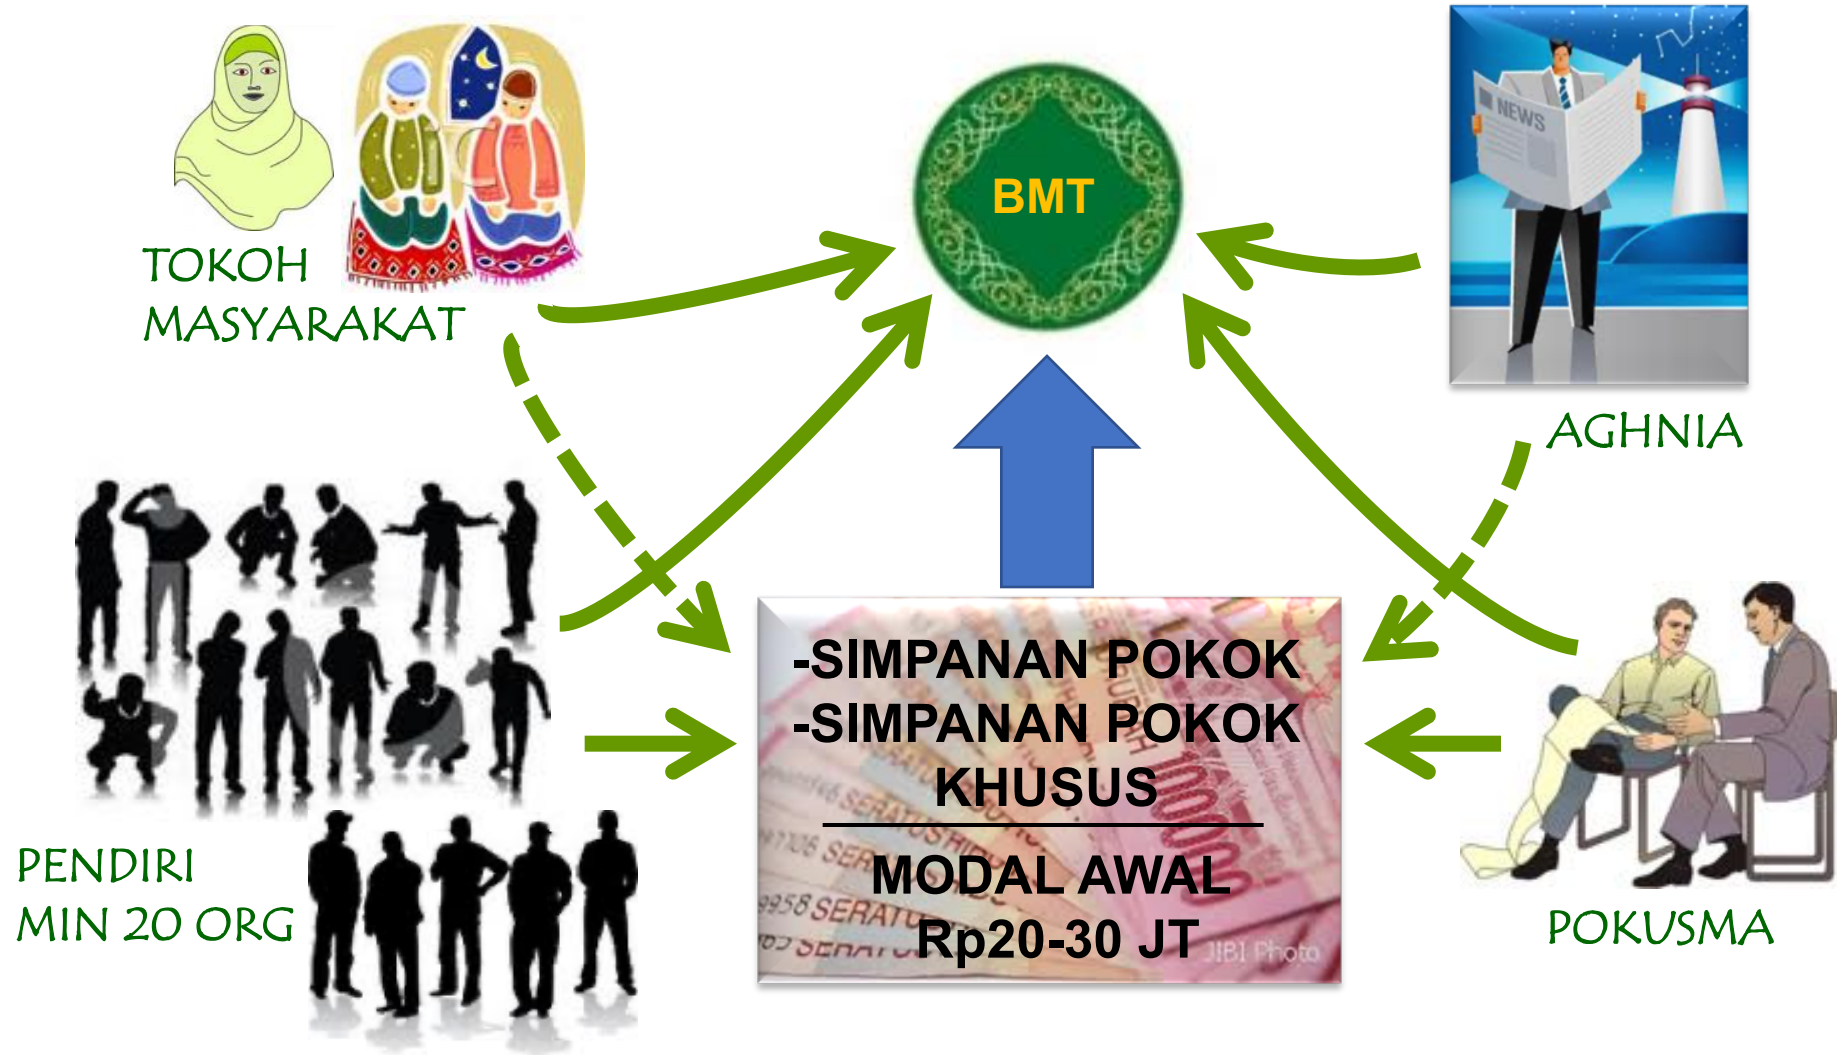 BMT
NEWS
TOKOH
MASYARAKAT
AGHNIA
-SIMPANAN POKOK
-SIMPANAN POKOK
KHUSUS
MODAL AWAL
Rp20-30 JT
JIBI Photo
PENDIRI
MIN 20 ORG
POKUSMA